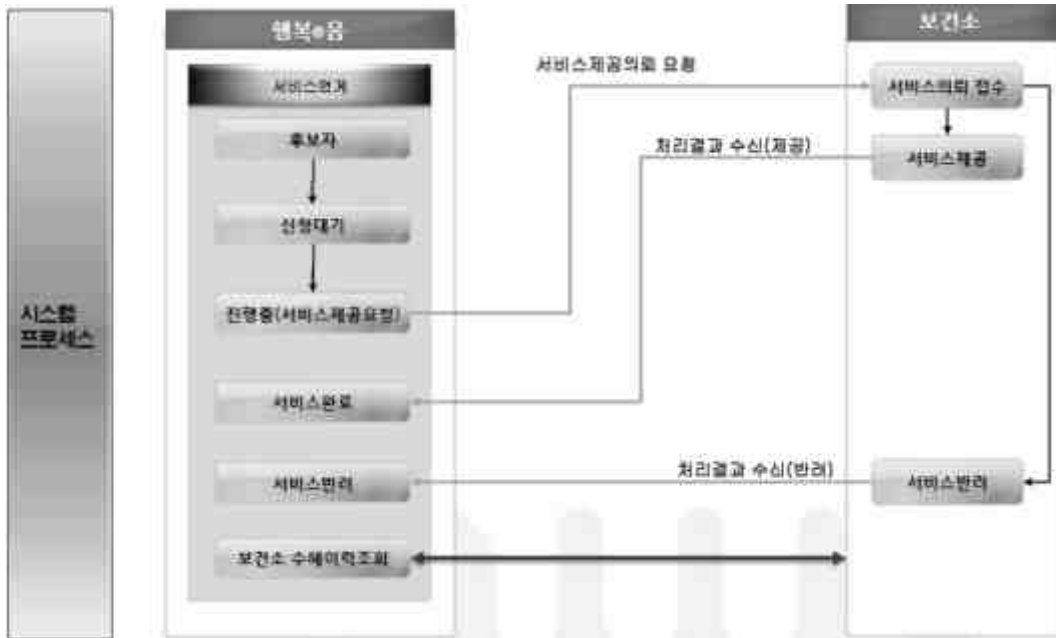 시스템
프로세스
행복e음
서비스연계
후보자
신청대기
진행중(서비스제공요청)
서비스완료
서비스반려
보건소 수혜이력조회
서비스제공의뢰 요청
처리결과 수신(제공)
처리결과 수신(반려)
보건소
서비스의뢰 접수
서비스제공
서비스반려